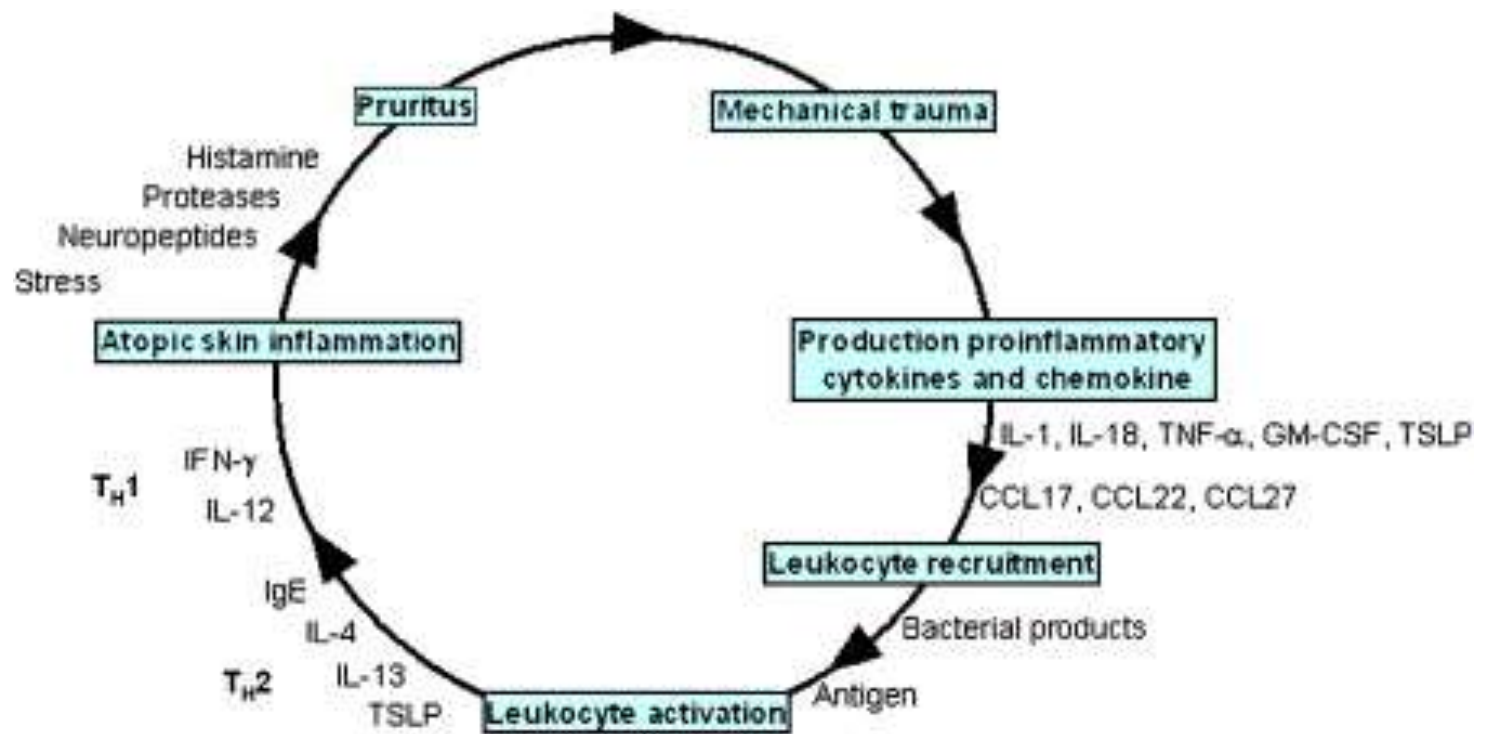 Pruritus
Mechanical trauma
Histamine
Proteases
Neuropeptides
Stress
Atopic skin inflammation
Production proinflammatory
cytokines and chemokine
IL-1, IL-18, TNF-α, GM-CSF, TSLP
CCL17, CCL22, CCL27
Leukocyte recruitment
Bacterial products
Antigen
Leukocyte activation
TH1
IFN-γ
IL-12
IgE
IL-4
TH2
IL-13
TSLP